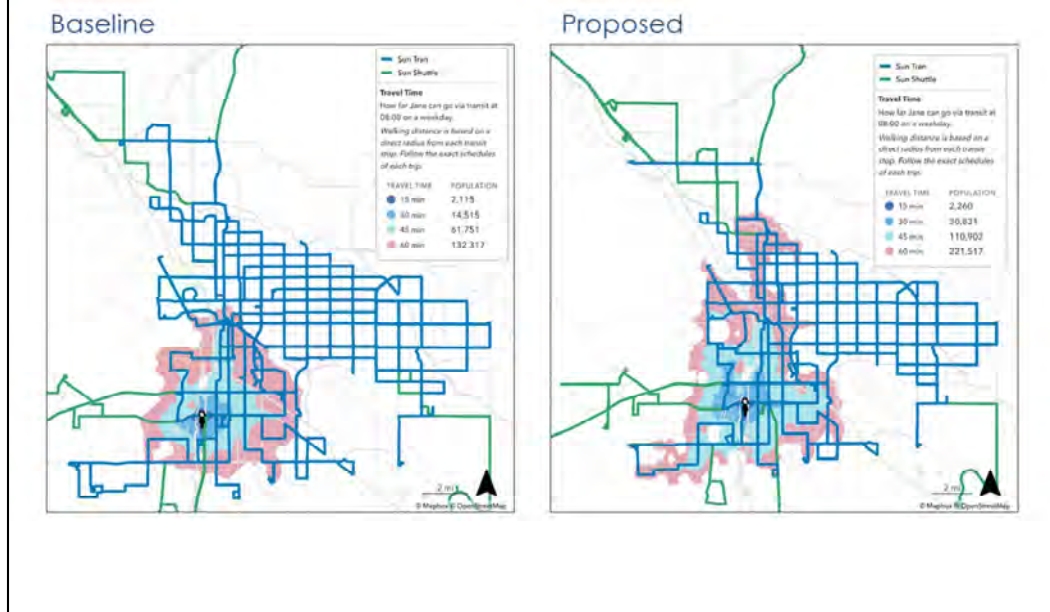 Baseline
Sun Tran
Sun Shuttle
Travel Time
How far Jane can go via transit at
08:00 on a weekday.
Walking distance is based on a
direct radius from each transit
stop. Follow the exact schedules
of each trip.
TRAVEL TIME POPULATION
15 min 2,115
30 min 14,515
45 min 61,751
60 min 132,317
2 mi
© Mapbox © OpenStreetMap
Proposed
Sun Tran
Sun Shuttle
Travel Time
How far Jane can go via transit at
08:00 on a weekday.
Walking distance is based on a
direct radius from each transit
stop. Follow the exact schedules
of each trip.
TRAVEL TIME POPULATION
15 min 2,260
30 min
45 min 110,902
60 min 221,517
2 mi
© Mapbox © OpenStreetMap